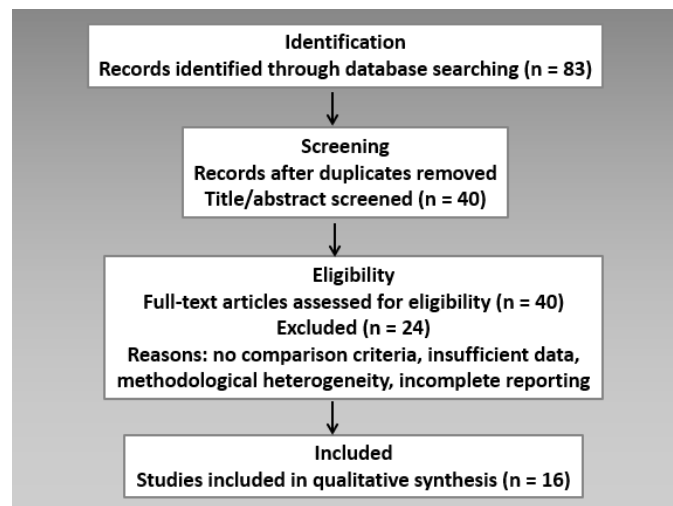 Identification
Records identified through database searching (n = 83)
Screening
Records after duplicates removed
Title/abstract screened (n = 40)
Eligibility
Full-text articles assessed for eligibility (n = 40)
Excluded (n = 24)
Reasons: no comparison criteria, insufficient data,
methodological heterogeneity, incomplete reporting
Included
Studies included in qualitative synthesis (n = 16)